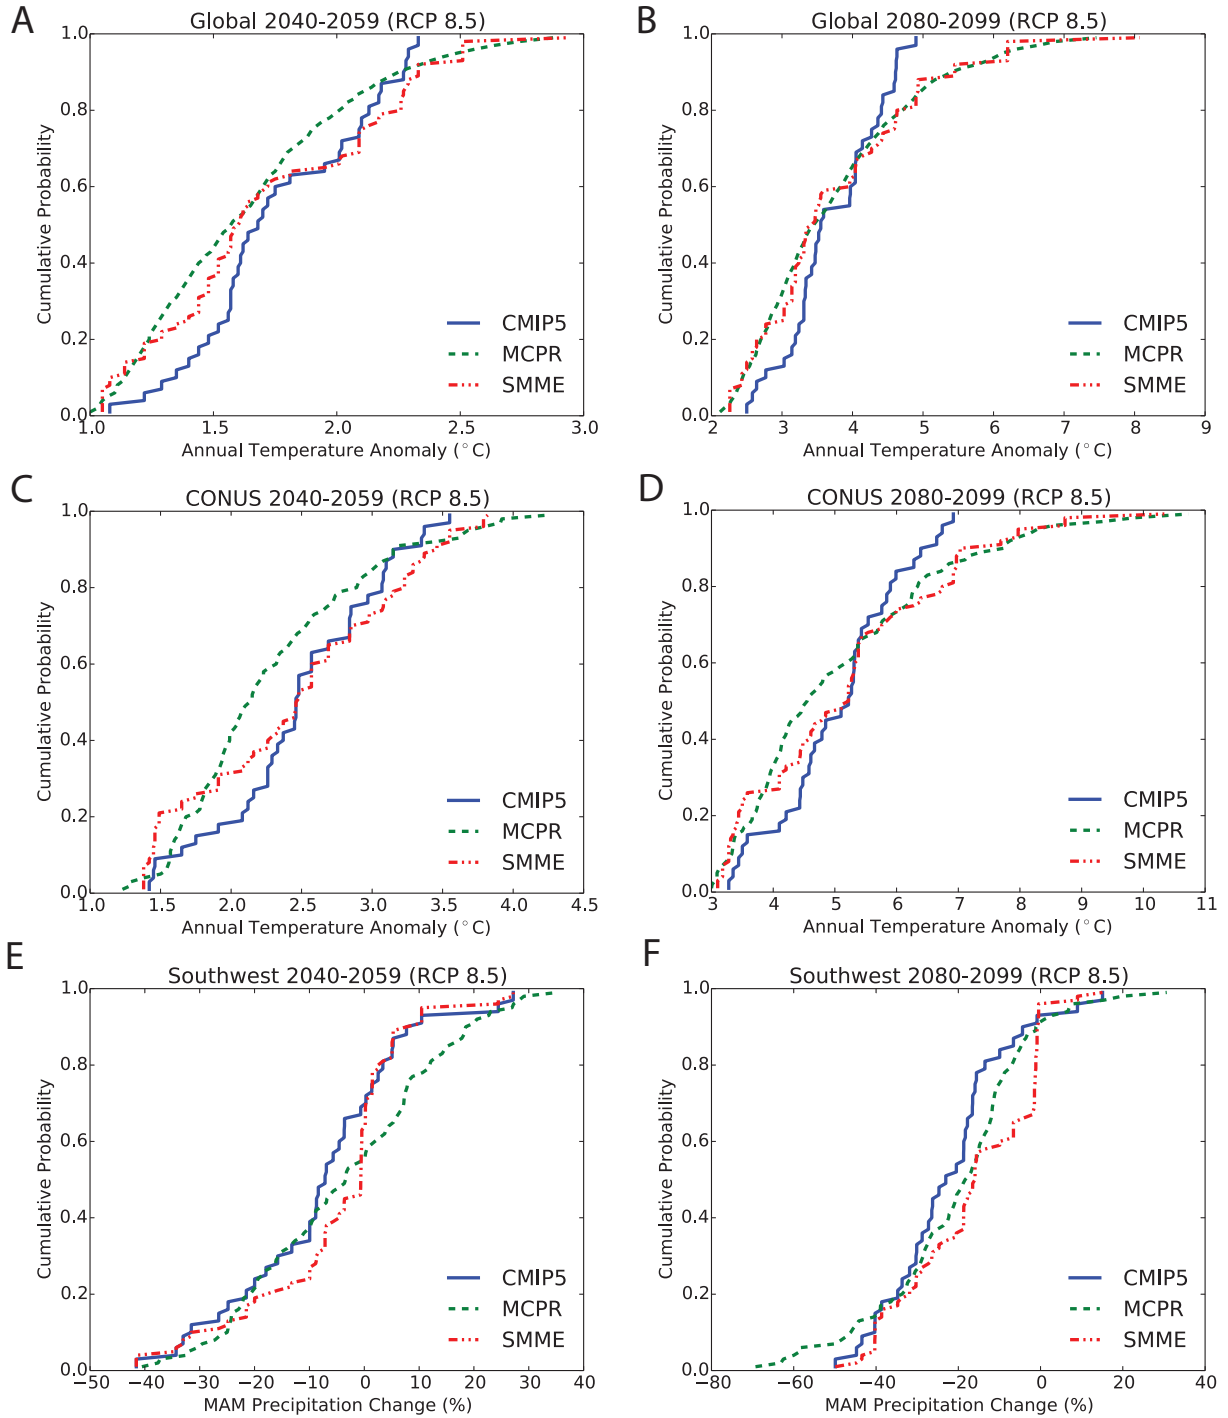 A
Global 2040-2059 (RCP 8.5)
Cumulative Probability
1.0
0.8
0.6
0.4
0.2
0.0
CMIP5
MCPR
SMME
1.0 1.5 2.0 2.5 3.0
Annual Temperature Anomaly (°C)
B
Global 2080-2099 (RCP 8.5)
Cumulative Probability
1.0
0.8
0.6
0.4
0.2
0.0
CMIP5
MCPR
SMME
2 3 4 5 6 7 8 9
Annual Temperature Anomaly (°C)
C
CONUS 2040-2059 (RCP 8.5)
Cumulative Probability
1.0
0.8
0.6
0.4
0.2
0.0
CMIP5
MCPR
SMME
1.0 1.5 2.0 2.5 3.0 3.5 4.0 4.5
Annual Temperature Anomaly (°C)
D
CONUS 2080-2099 (RCP 8.5)
Cumulative Probability
1.0
0.8
0.6
0.4
0.2
0.0
CMIP5
MCPR
SMME
3 4 5 6 7 8 9 10 11
Annual Temperature Anomaly (°C)
E
Southwest 2040-2059 (RCP 8.5)
Cumulative Probability
1.0
0.8
0.6
0.4
0.2
0.0
CMIP5
MCPR
SMME
−50 −40 −30 −20 −10 0 10 20 30 40
MAM Precipitation Change (%)
F
Southwest 2080-2099 (RCP 8.5)
Cumulative Probability
1.0
0.8
0.6
0.4
0.2
0.0
CMIP5
MCPR
SMME
−80 −60 −40 −20 0 20 40
MAM Precipitation Change (%)